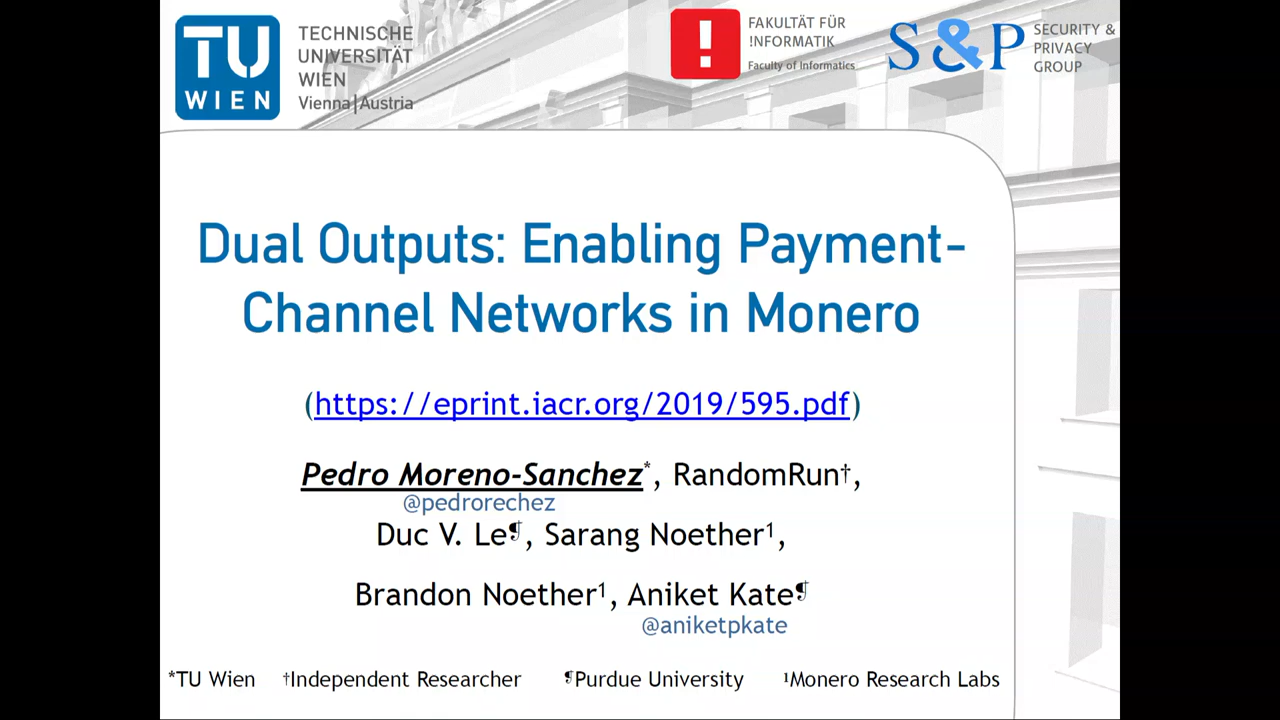 TU
WIEN
TECHNISCHE
UNIVERSITÄT
WIEN
Vienna|Austria
!
FAKULTÄT FÜR
!NFORMATIK
Faculty of Informatics
S&P
SECURITY &
PRIVACY
GROUP
Dual Outputs: Enabling Payment-
Channel Networks in Monero
(https://eprint.iacr.org/2019/595.pdf)
Pedro Moreno-Sanchez*, RandomRun†,
@pedrorechez
Duc V. Le¶, Sarang Noether¹,
Brandon Noether¹, Aniket Kate¶
@aniketpkate
*TU Wien †Independent Researcher ¶Purdue University ¹Monero Research Labs